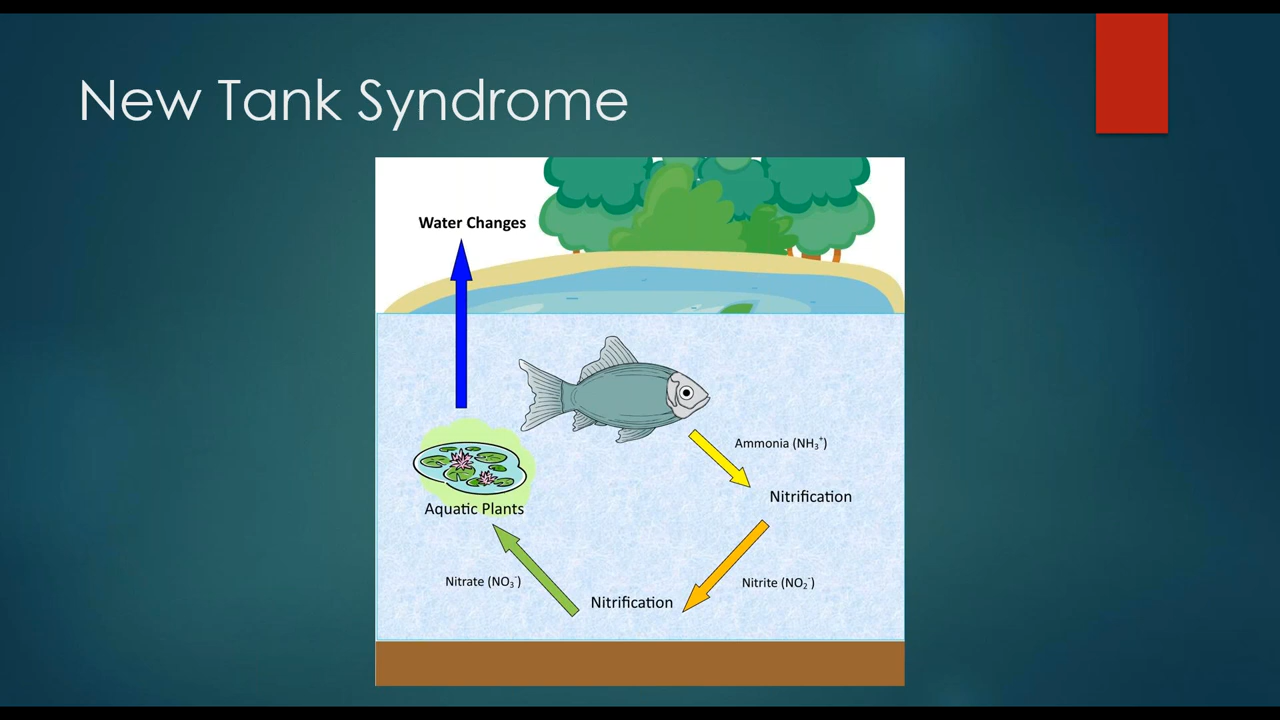 New Tank Syndrome
Water Changes
Ammonia (NH₃⁺)
Nitrification
Aquatic Plants
Nitrate (NO₃⁻)
Nitrite (NO₂⁻)
Nitrification